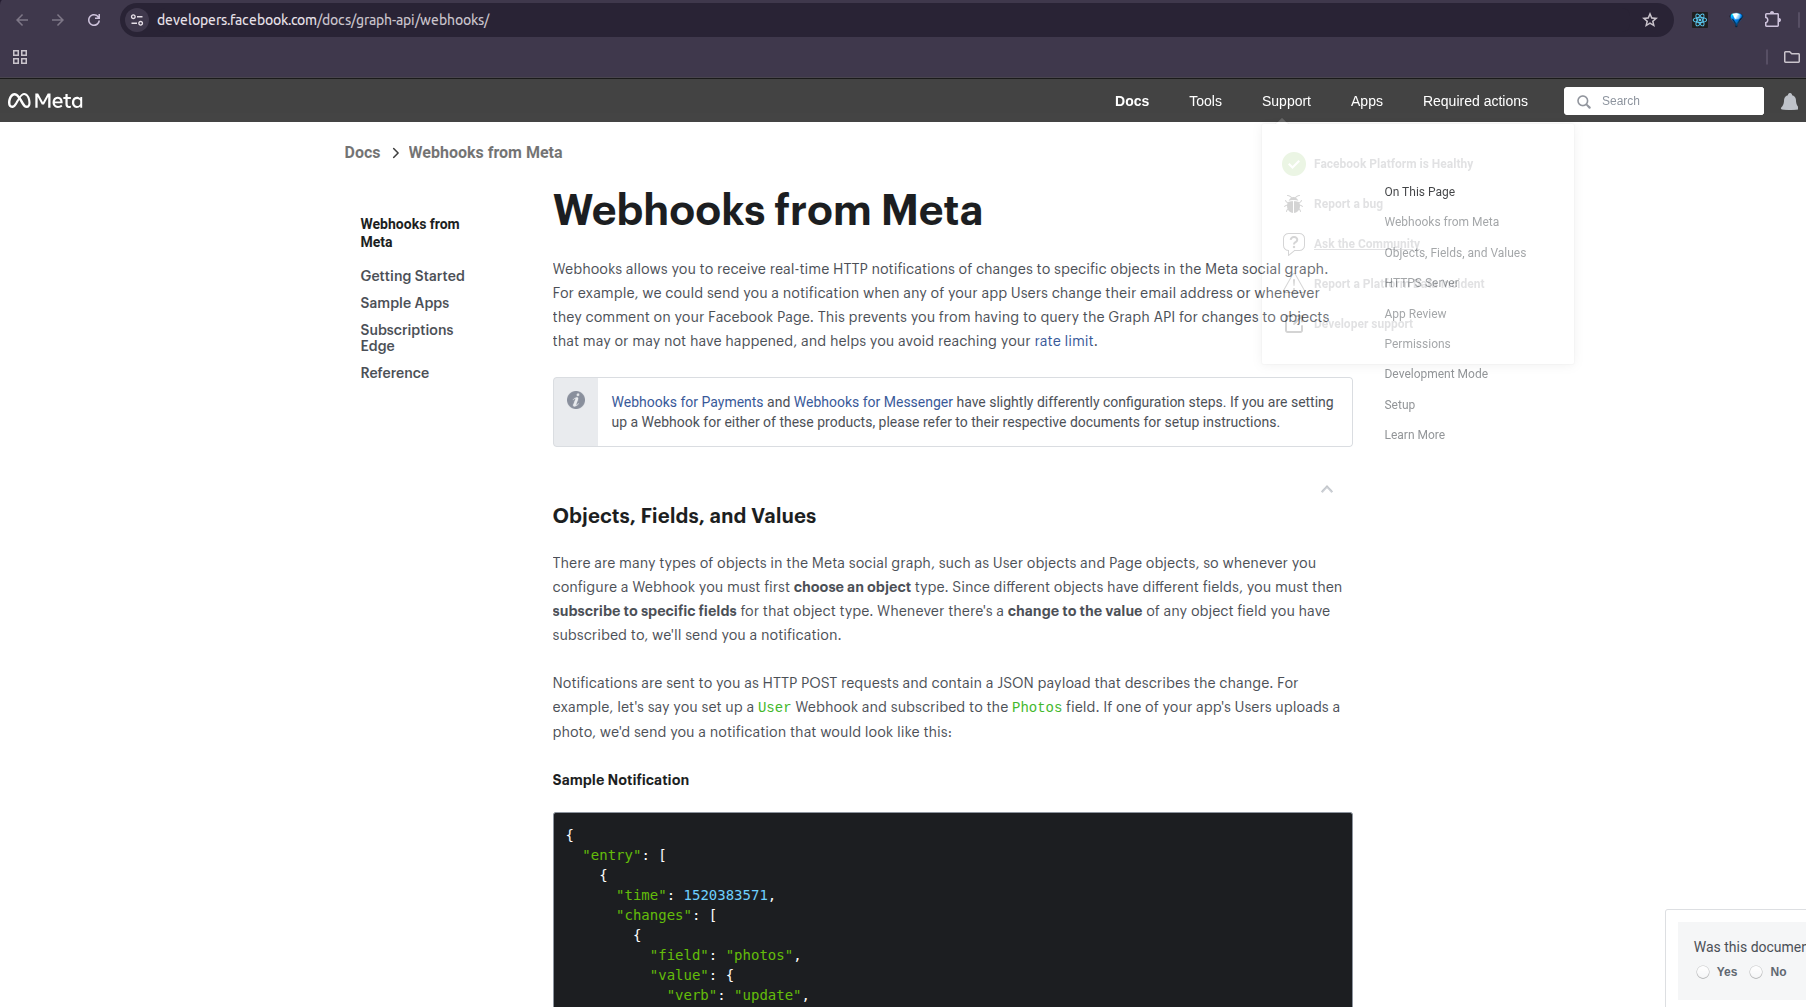 developers.facebook.com/docs/graph-api/webhooks/
Meta
Docs
Tools
Support
Apps
Required actions
Search
Docs > Webhooks from Meta
Webhooks from
Meta
Getting Started
Sample Apps
Subscriptions
Edge
Reference
Webhooks from Meta
Webhooks allows you to receive real-time HTTP notifications of changes to specific objects in the Meta social graph.
For example, we could send you a notification when any of your app Users change their email address or whenever
they comment on your Facebook Page. This prevents you from having to query the Graph API for changes to objects
that may or may not have happened, and helps you avoid reaching your rate limit.
Webhooks for Payments and Webhooks for Messenger have slightly differently configuration steps. If you are setting
up a Webhook for either of these products, please refer to their respective documents for setup instructions.
Objects, Fields, and Values
There are many types of objects in the Meta social graph, such as User objects and Page objects, so whenever you
configure a Webhook you must first choose an object type. Since different objects have different fields, you must then
subscribe to specific fields for that object type. Whenever there's a change to the value of any object field you have
subscribed to, we'll send you a notification.
Notifications are sent to you as HTTP POST requests and contain a JSON payload that describes the change. For
example, let's say you set up a User Webhook and subscribed to the Photos field. If one of your app's Users uploads a
photo, we'd send you a notification that would look like this:
Sample Notification
{
"entry": [
{
"time": 1520383571,
"changes": [
{
"field": "photos",
"value": {
"verb": "update",
Facebook Platform is Healthy
Report a bug
Ask the Community
Report a Platform Incident
Developer support
On This Page
Webhooks from Meta
Objects, Fields, and Values
HTTPS Server
App Review
Permissions
Development Mode
Setup
Learn More
Was this documen
Yes
No